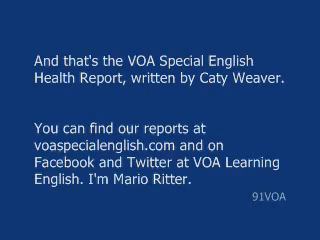 And that's the VOA Special English
Health Report, written by Caty Weaver.
You can find our reports at
voaspecialenglish.com and on
Facebook and Twitter at VOA Learning
English. I'm Mario Ritter.
91VOA